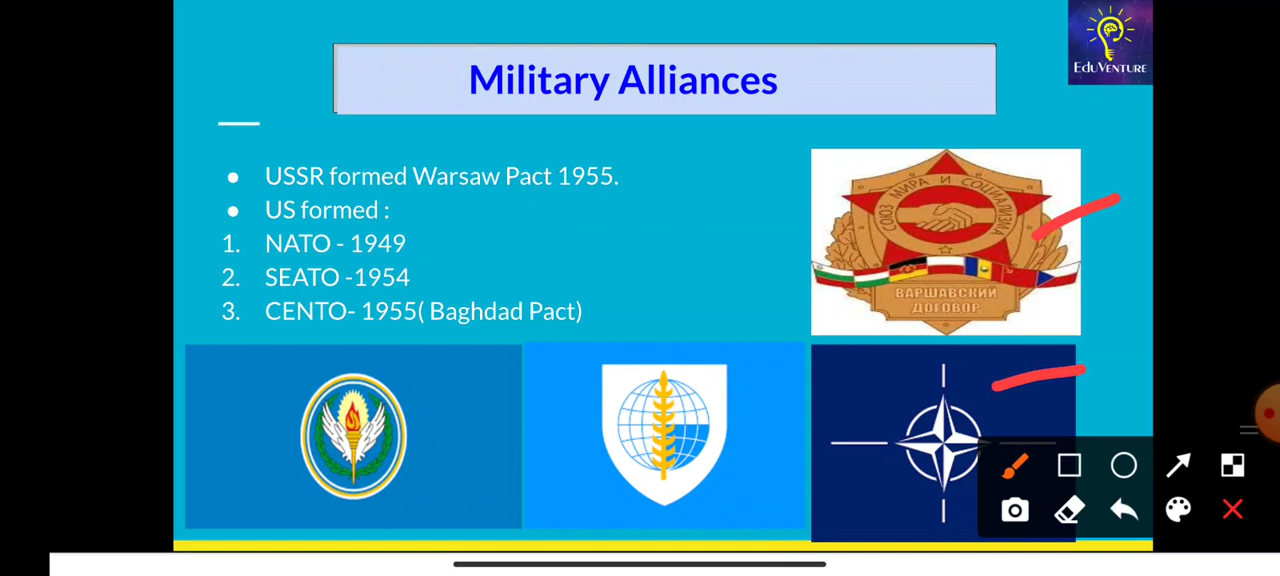 EDUVENTURE
Military Alliances
● USSR formed Warsaw Pact 1955.
● US formed :
1. NATO - 1949
2. SEATO -1954
3. CENTO- 1955( Baghdad Pact)
СОЮЗ МИРА И СОЦИАЛИЗМА
ВАРШАВСКИЙ
ДОГОВОР